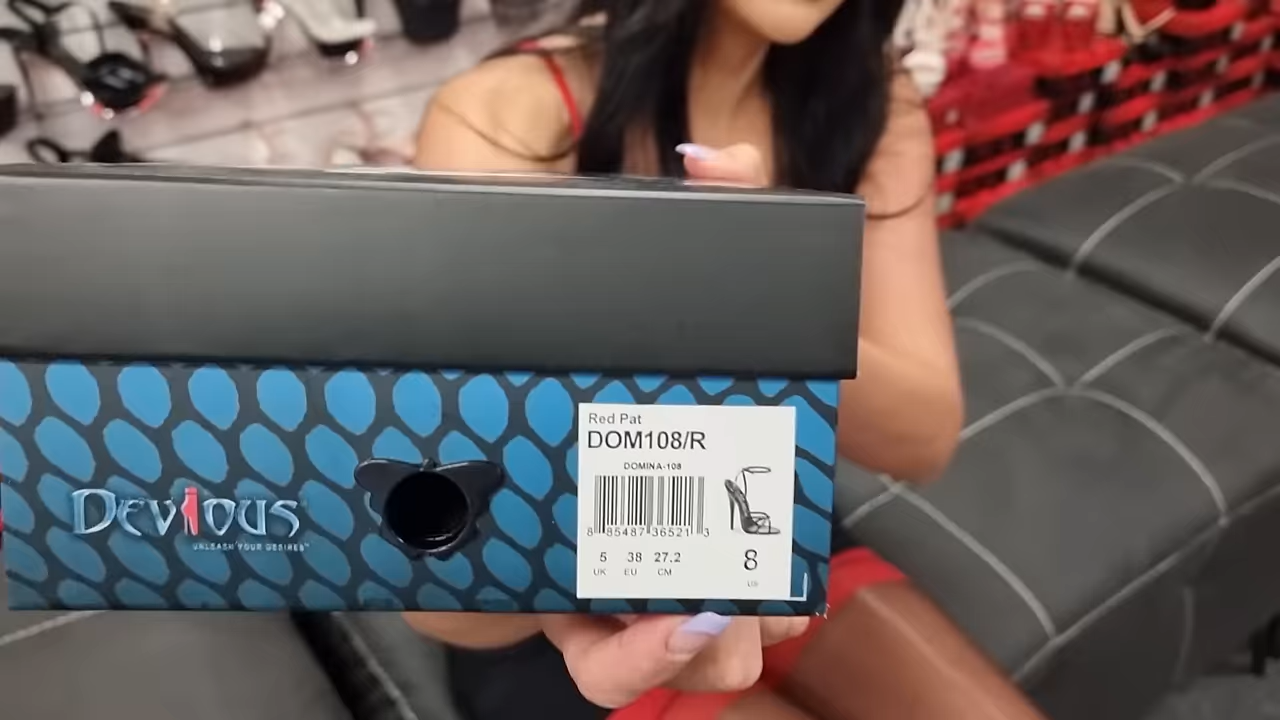 Devious
UNLEASH YOUR DESIRES™
Red Pat
DOM108/R
DOMINA-108
8 85487 36521 3
5 38 27.2
UK EU CM
8
US